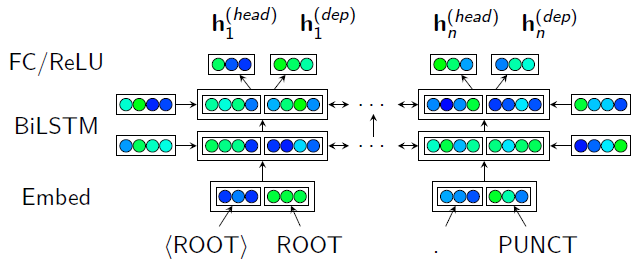 h₁⁽ʰᵉᵃᵈ⁾ h₁⁽ᵈᵉᵖ⁾ hₙ⁽ʰᵉᵃᵈ⁾ hₙ⁽ᵈᵉᵖ⁾
FC/ReLU
· · ·
BiLSTM
· · ·
Embed
⟨ROOT⟩ ROOT . PUNCT